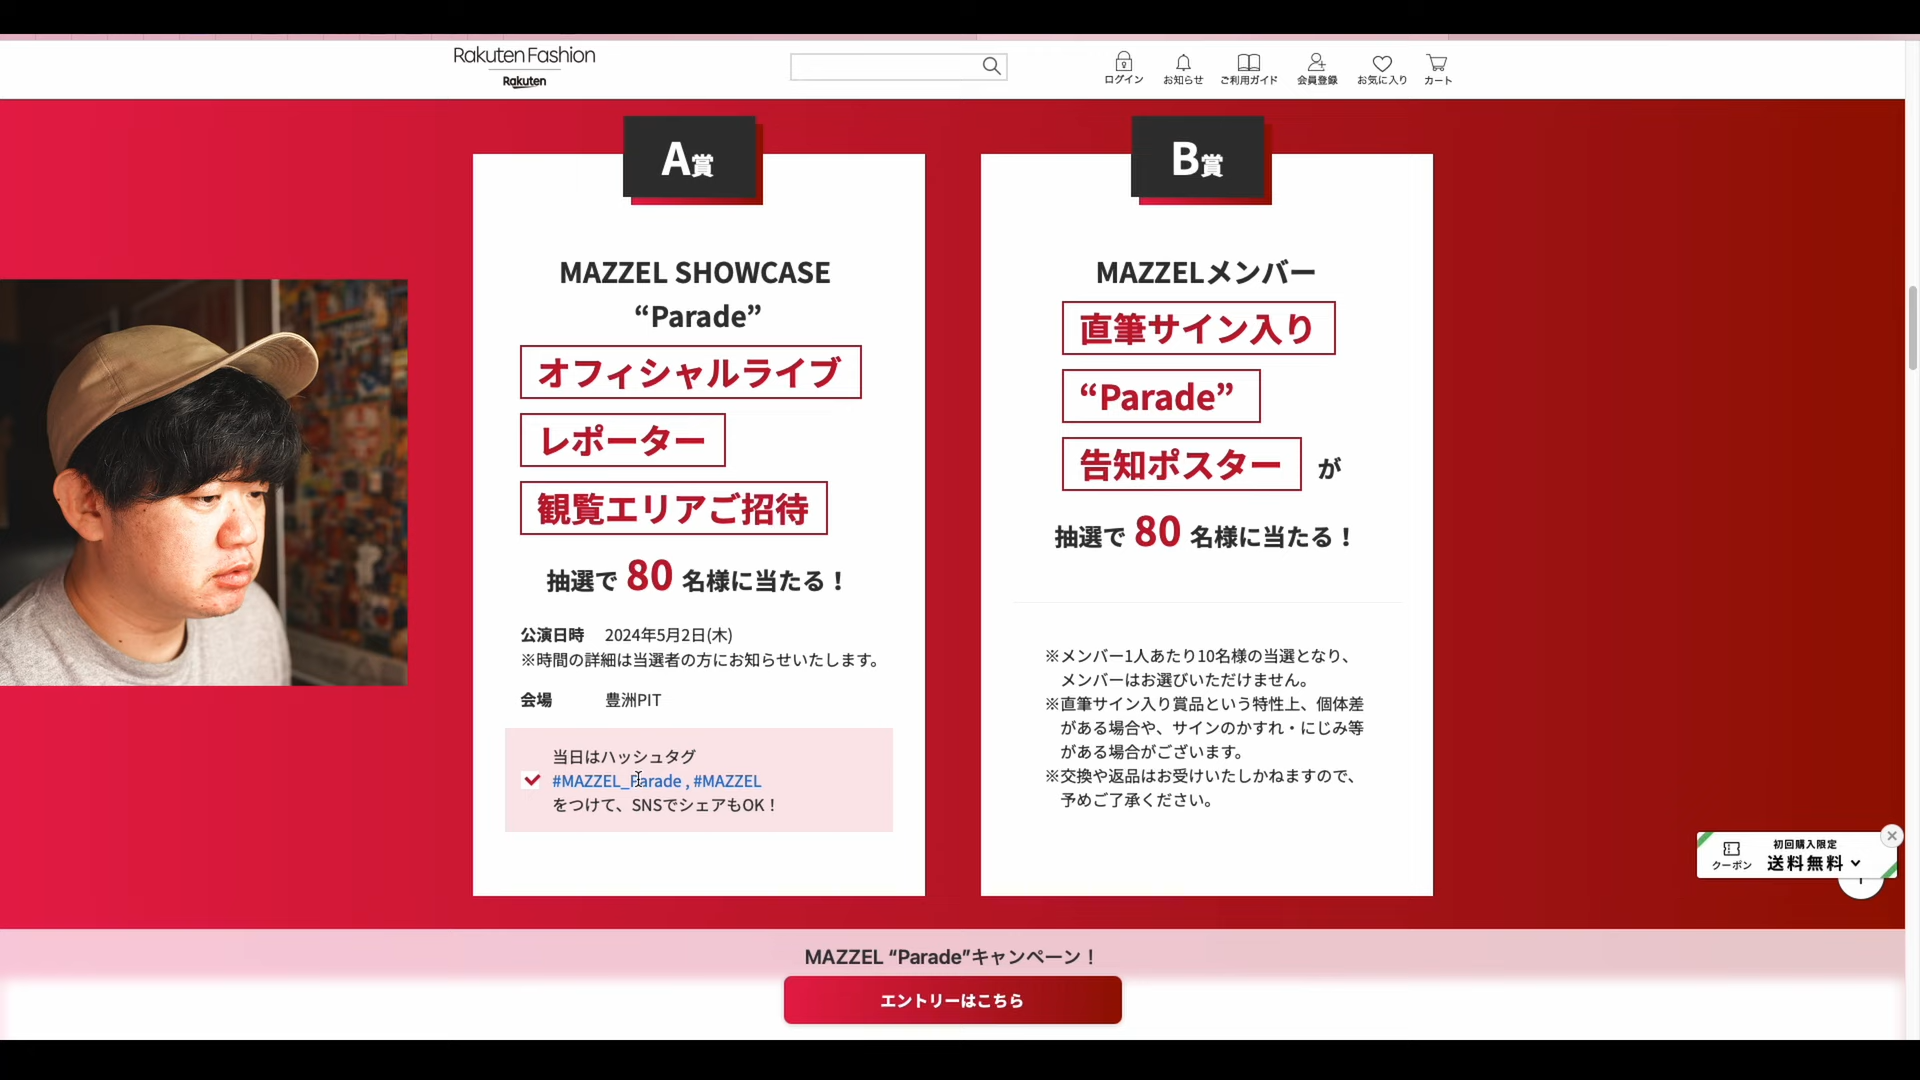 Rakuten Fashion
Rakuten
ログイン
お知らせ
ご利用ガイド
会員登録
お気に入り
カート
A賞
MAZZEL SHOWCASE
“Parade”
オフィシャルライブ
レポーター
観覧エリアご招待
抽選で 80 名様に当たる！
公演日時 2024年5月2日(木)
※時間の詳細は当選者の方にお知らせいたします。
会場 豊洲PIT
当日はハッシュタグ
#MAZZEL_Parade , #MAZZEL
をつけて、SNSでシェアもOK！
B賞
MAZZELメンバー
直筆サイン入り
“Parade”
告知ポスター が
抽選で 80 名様に当たる！
※メンバー1人あたり10名様の当選となり、
メンバーはお選びいただけません。
※直筆サイン入り賞品という特性上、個体差
がある場合や、サインのかすれ・にじみ等
がある場合がございます。
※交換や返品はお受けいたしかねますので、
予めご了承ください。
クーポン
初回購入限定
送料無料
MAZZEL “Parade”キャンペーン！
エントリーはこちら